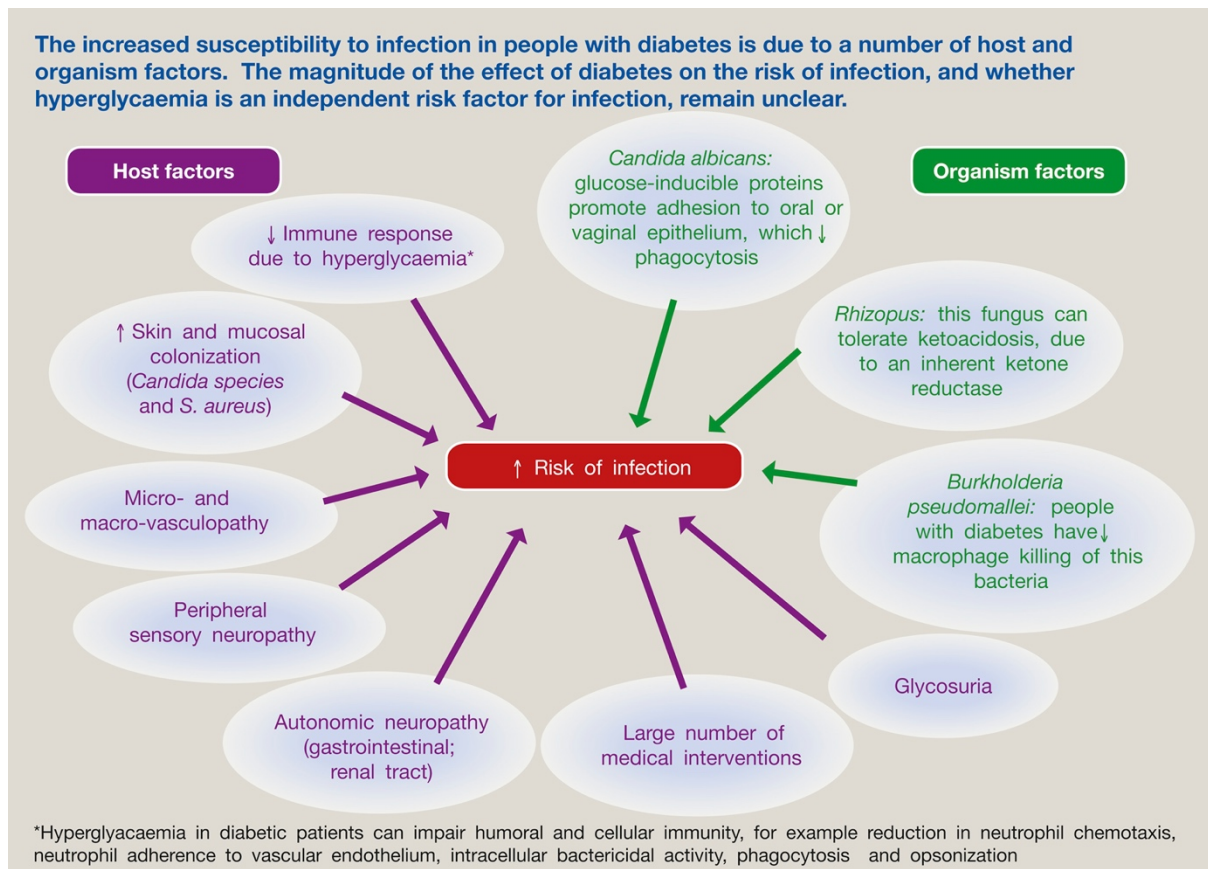 The increased susceptibility to infection in people with diabetes is due to a number of host and
organism factors. The magnitude of the effect of diabetes on the risk of infection, and whether
hyperglycaemia is an independent risk factor for infection, remain unclear.
Host factors
Organism factors
↓ Immune response
due to hyperglycaemia*
Candida albicans:
glucose-inducible proteins
promote adhesion to oral or
vaginal epithelium, which ↓
phagocytosis
↑ Skin and mucosal
colonization
(Candida species
and S. aureus)
Rhizopus: this fungus can
tolerate ketoacidosis, due
to an inherent ketone
reductase
↑ Risk of infection
Micro- and
macro-vasculopathy
Burkholderia
pseudomallei: people
with diabetes have ↓
macrophage killing of this
bacteria
Peripheral
sensory neuropathy
Glycosuria
Autonomic neuropathy
(gastrointestinal;
renal tract)
Large number of
medical interventions
*Hyperglyacaemia in diabetic patients can impair humoral and cellular immunity, for example reduction in neutrophil chemotaxis,
neutrophil adherence to vascular endothelium, intracellular bactericidal activity, phagocytosis and opsonization